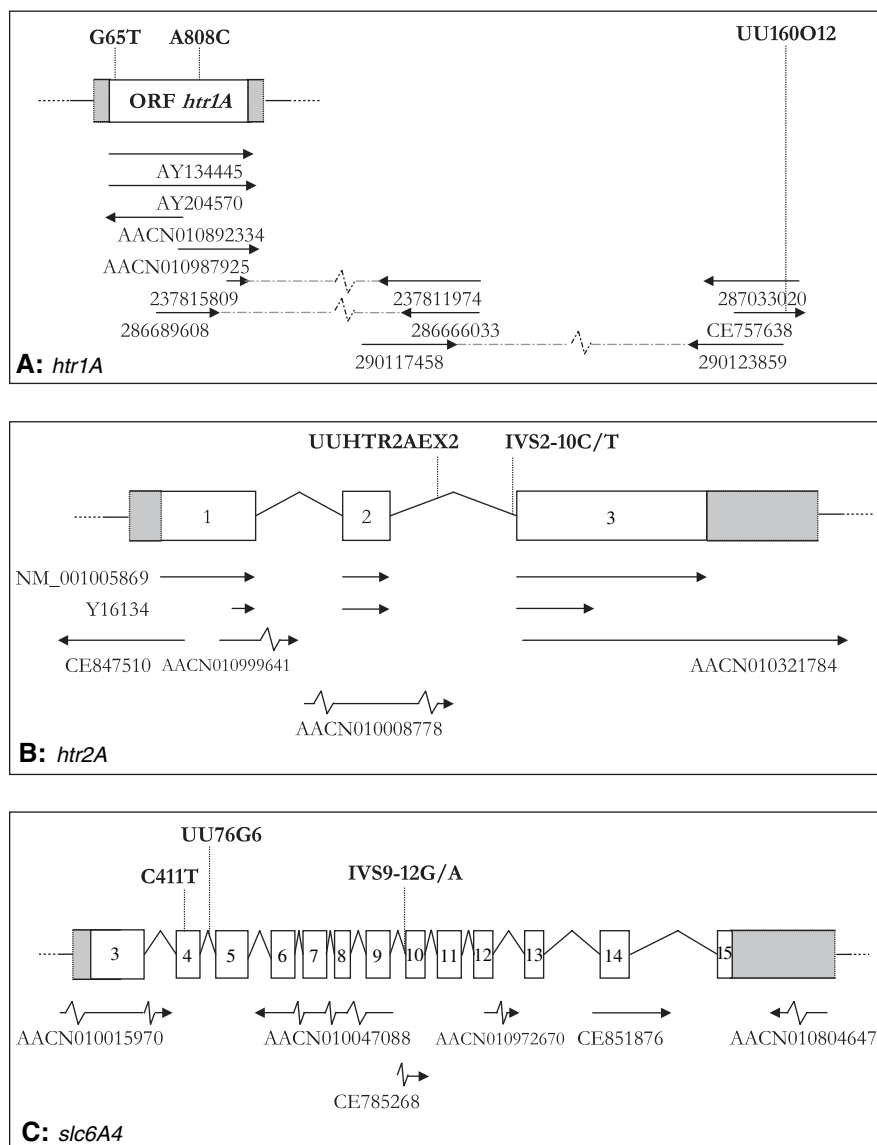 G65T A808C UU160O12
ORF htr1A
AY134445
AY204570
AACN010892334
AACN010987925
237815809 237811974 287033020
286689608 286666033 CE757638
290117458 290123859
A: htr1A
UUHTR2AEX2 IVS2-10C/T
1 2 3
NM_001005869
Y16134
CE847510 AACN010999641 AACN010321784
AACN010008778
B: htr2A
UU76G6
C411T IVS9-12G/A
3 4 5 6 7 8 9 10 11 12 13 14 15
AACN010015970 AACN010047088 AACN010972670 CE851876 AACN010804647
CE785268
C: slc6A4